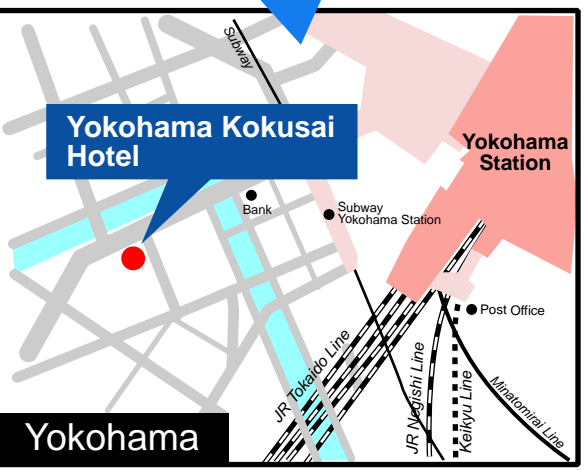 Subway
Yokohama Kokusai
Hotel
Yokohama
Station
Bank
Subway
Yokohama Station
Post Office
JR Tokaido Line
JR Negishi Line
Keikyu Line
Minatomirai Line
Yokohama